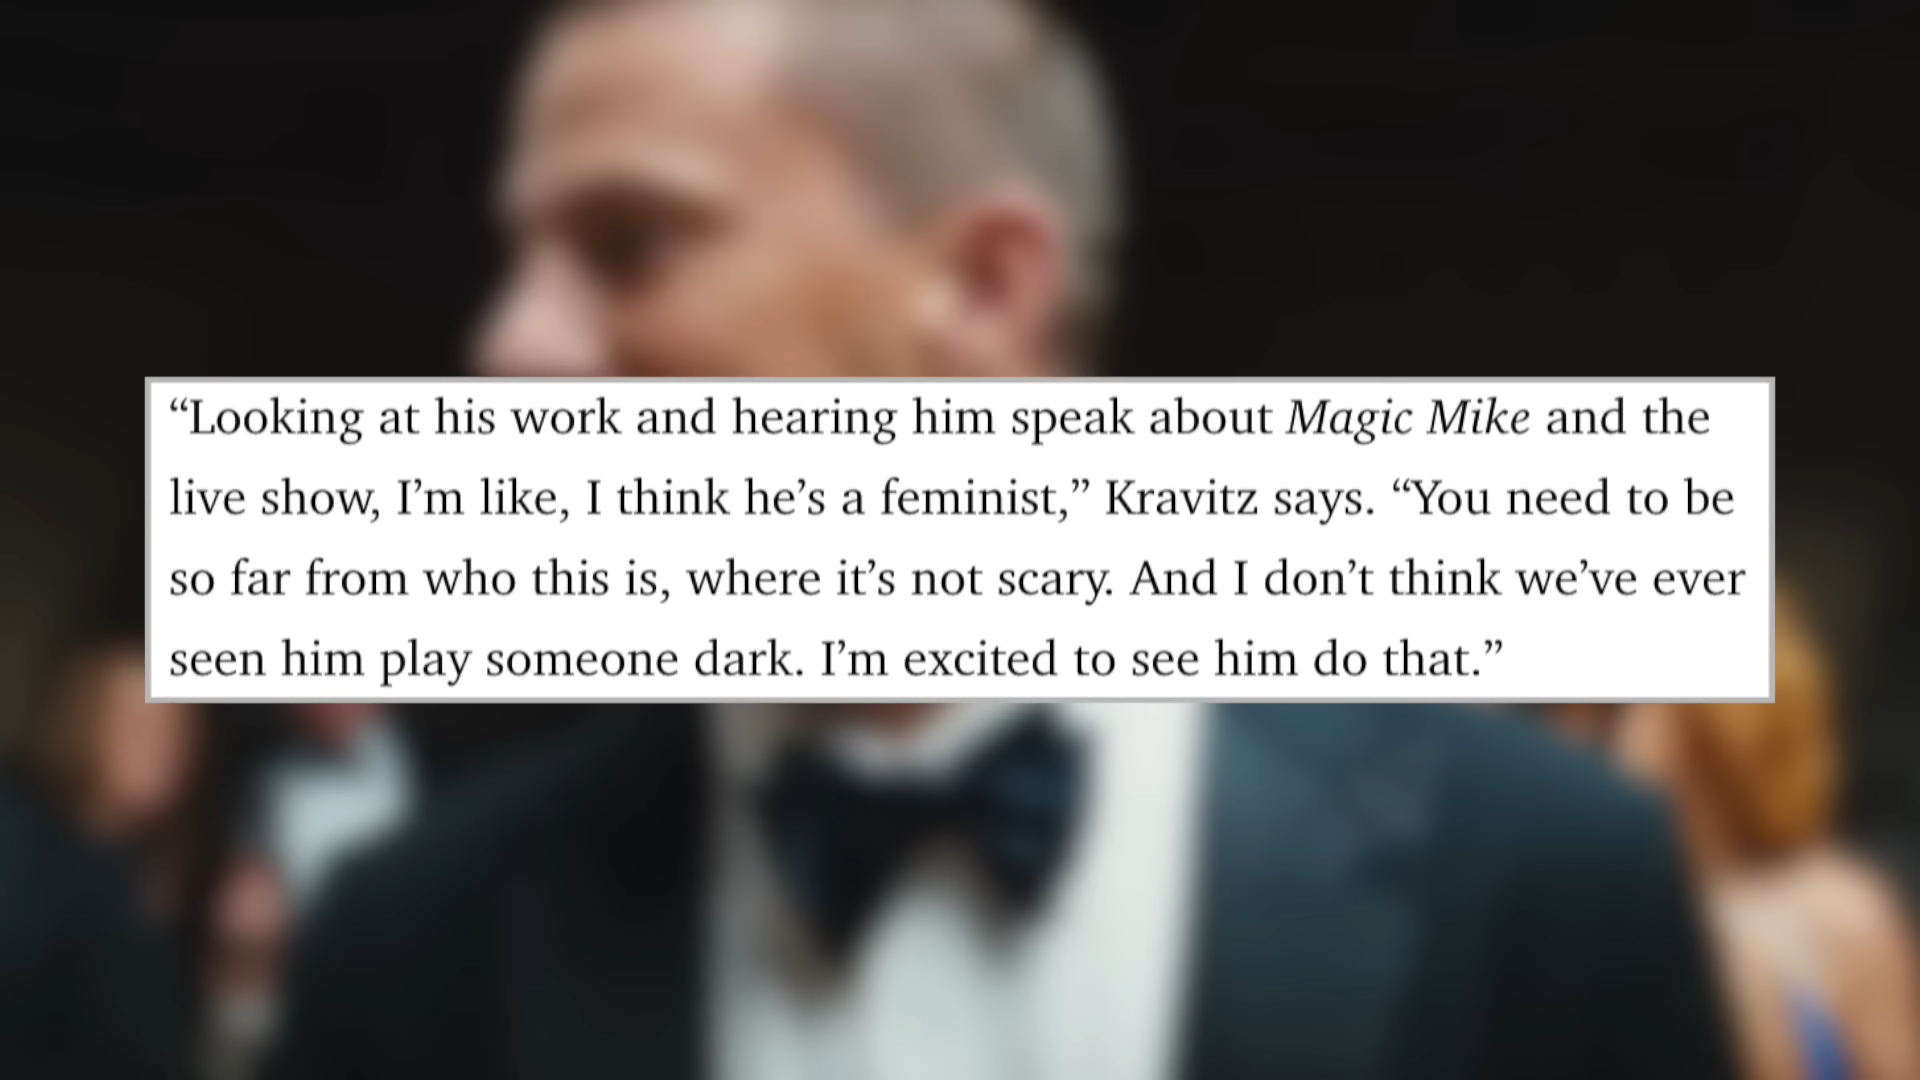 “Looking at his work and hearing him speak about Magic Mike and the
live show, I’m like, I think he’s a feminist,” Kravitz says. “You need to be
so far from who this is, where it’s not scary. And I don’t think we’ve ever
seen him play someone dark. I’m excited to see him do that.”